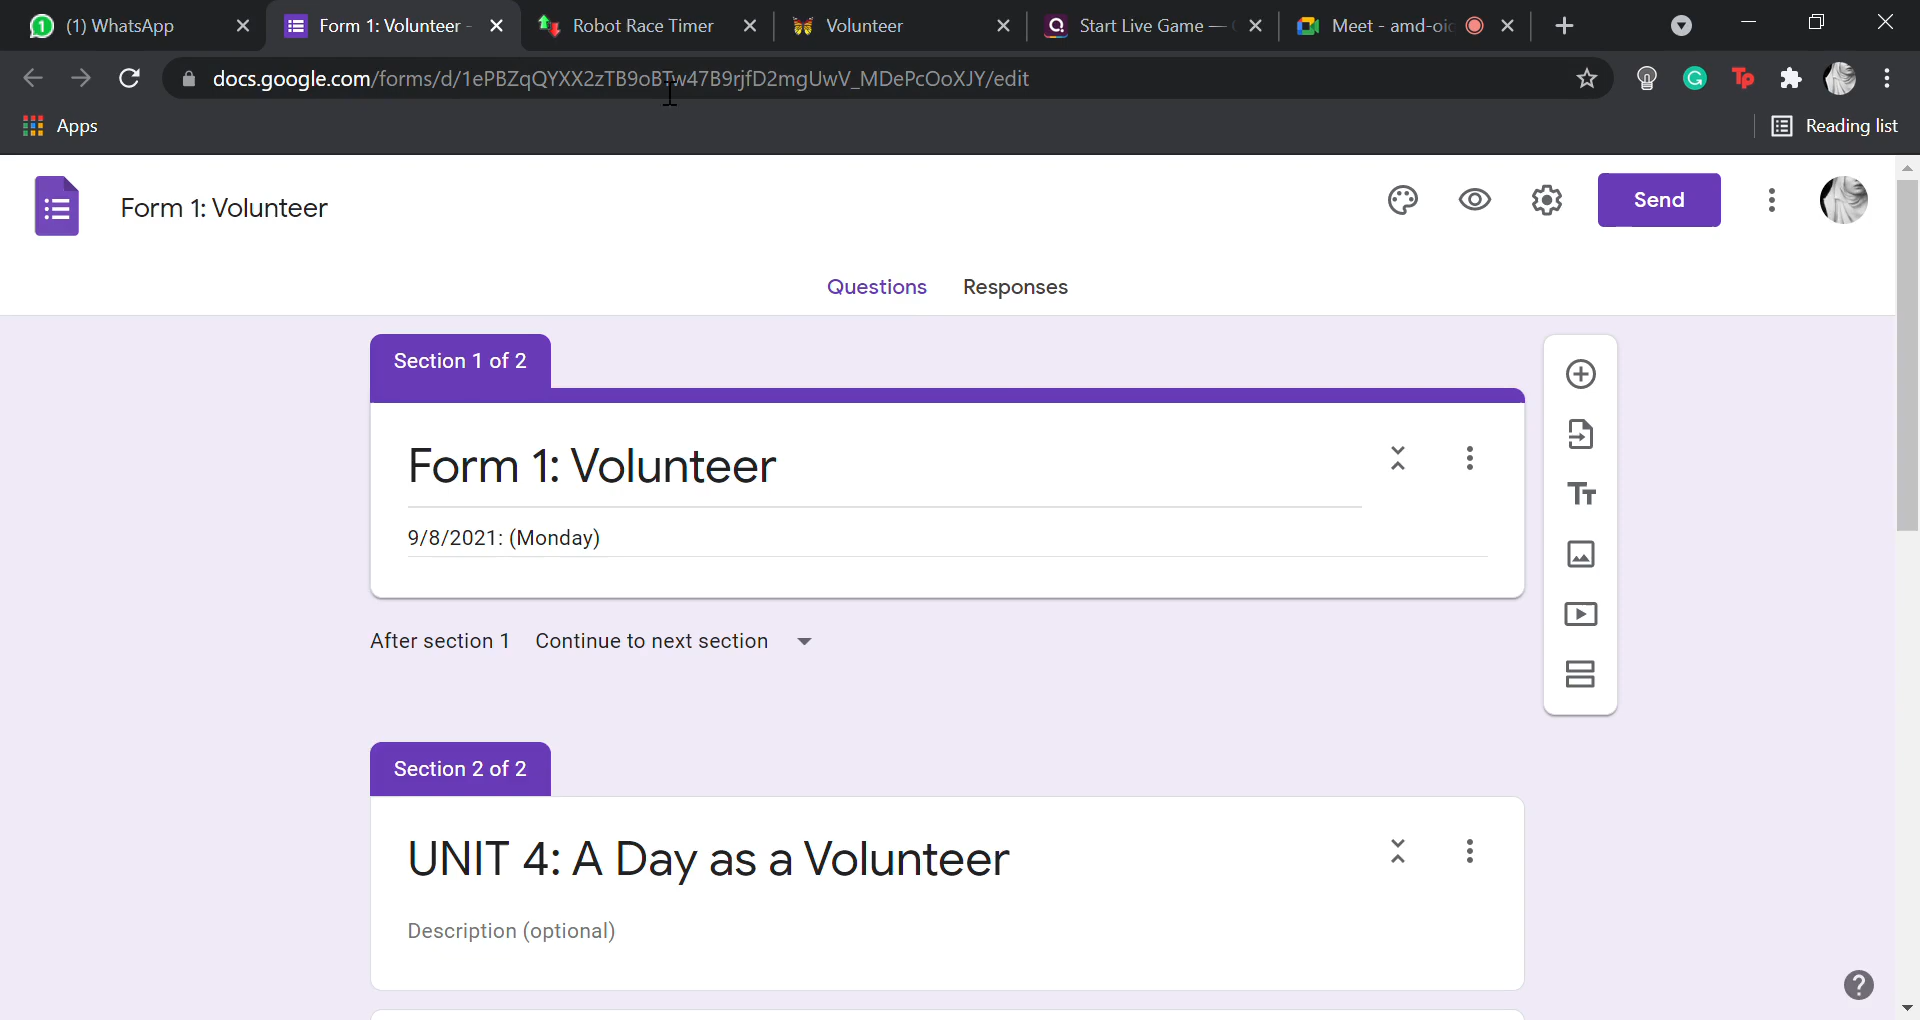 (1) WhatsApp
Form 1: Volunteer -
Robot Race Timer
Volunteer
Start Live Game —
Meet - amd-oic
docs.google.com/forms/d/1ePBZqQYXX2zTB9oBTw47B9rjfD2mgUwV_MDePcOoXJY/edit
Apps
Reading list
Form 1: Volunteer
Send
Questions
Responses
Section 1 of 2
Form 1: Volunteer
9/8/2021: (Monday)
After section 1 Continue to next section
Section 2 of 2
UNIT 4: A Day as a Volunteer
Description (optional)